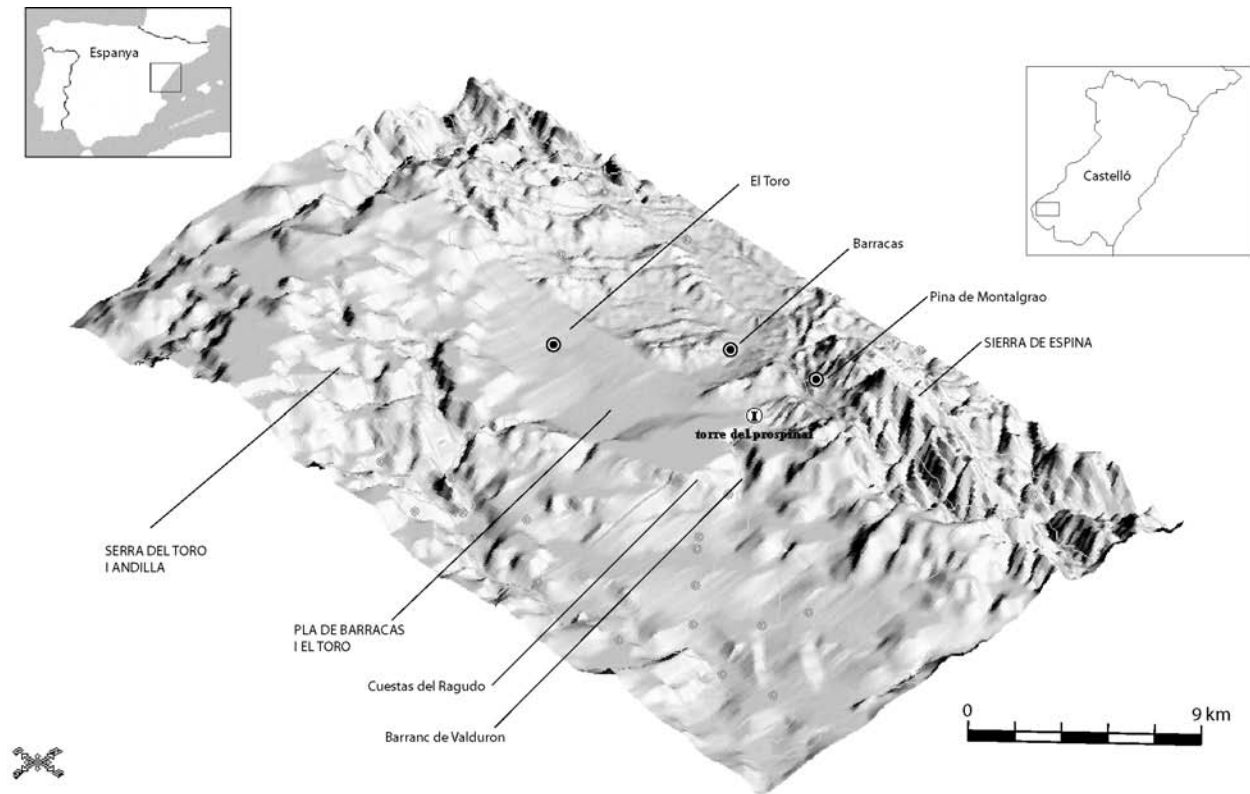 Espanya
El Toro
Castelló
Barracas
Pina de Montalgrao
SIERRA DE ESPINA
torre del prospinal
SERRA DEL TORO
I ANDILLA
PLA DE BARRACAS
I EL TORO
Cuestas del Ragudo
Barranc de Valduron
0 9 km